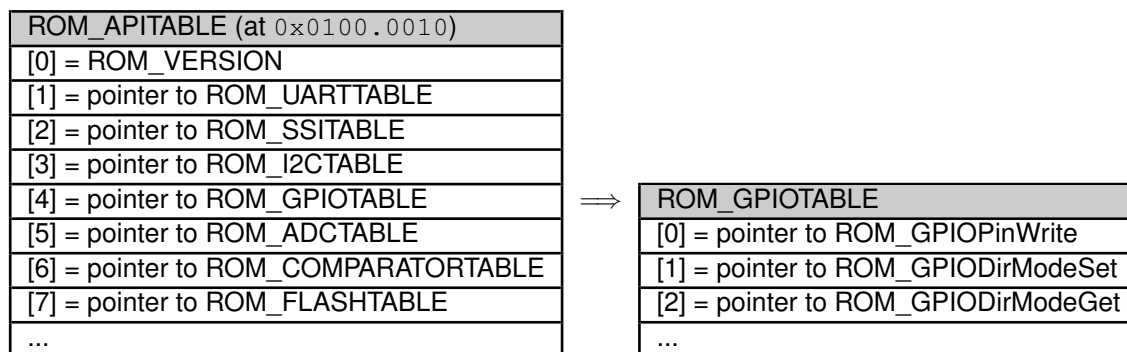 ROM_APITABLE (at 0x0100.0010)
[0] = ROM_VERSION
[1] = pointer to ROM_UARTTABLE
[2] = pointer to ROM_SSITABLE
[3] = pointer to ROM_I2CTABLE
[4] = pointer to ROM_GPIOTABLE
[5] = pointer to ROM_ADCTABLE
[6] = pointer to ROM_COMPARATORTABLE
[7] = pointer to ROM_FLASHTABLE
...
⟹
ROM_GPIOTABLE
[0] = pointer to ROM_GPIOPinWrite
[1] = pointer to ROM_GPIODirModeSet
[2] = pointer to ROM_GPIODirModeGet
...